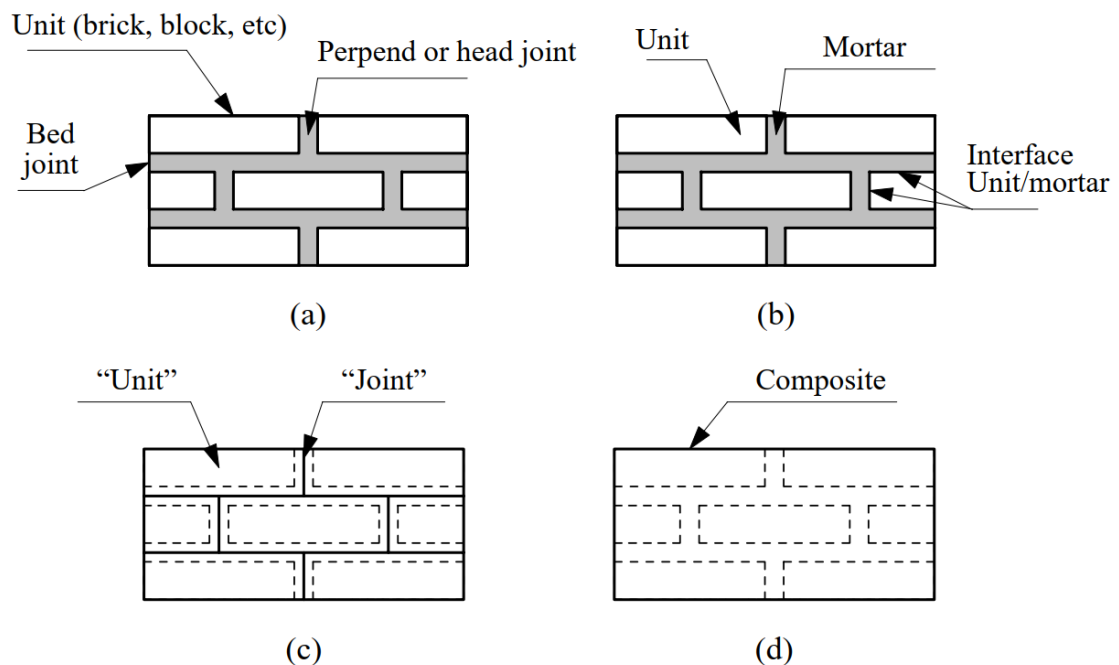 Unit (brick, block, etc)
Perpend or head joint
Bed
joint
(a)
Unit
Mortar
Interface
Unit/mortar
(b)
“Unit”
“Joint”
(c)
Composite
(d)